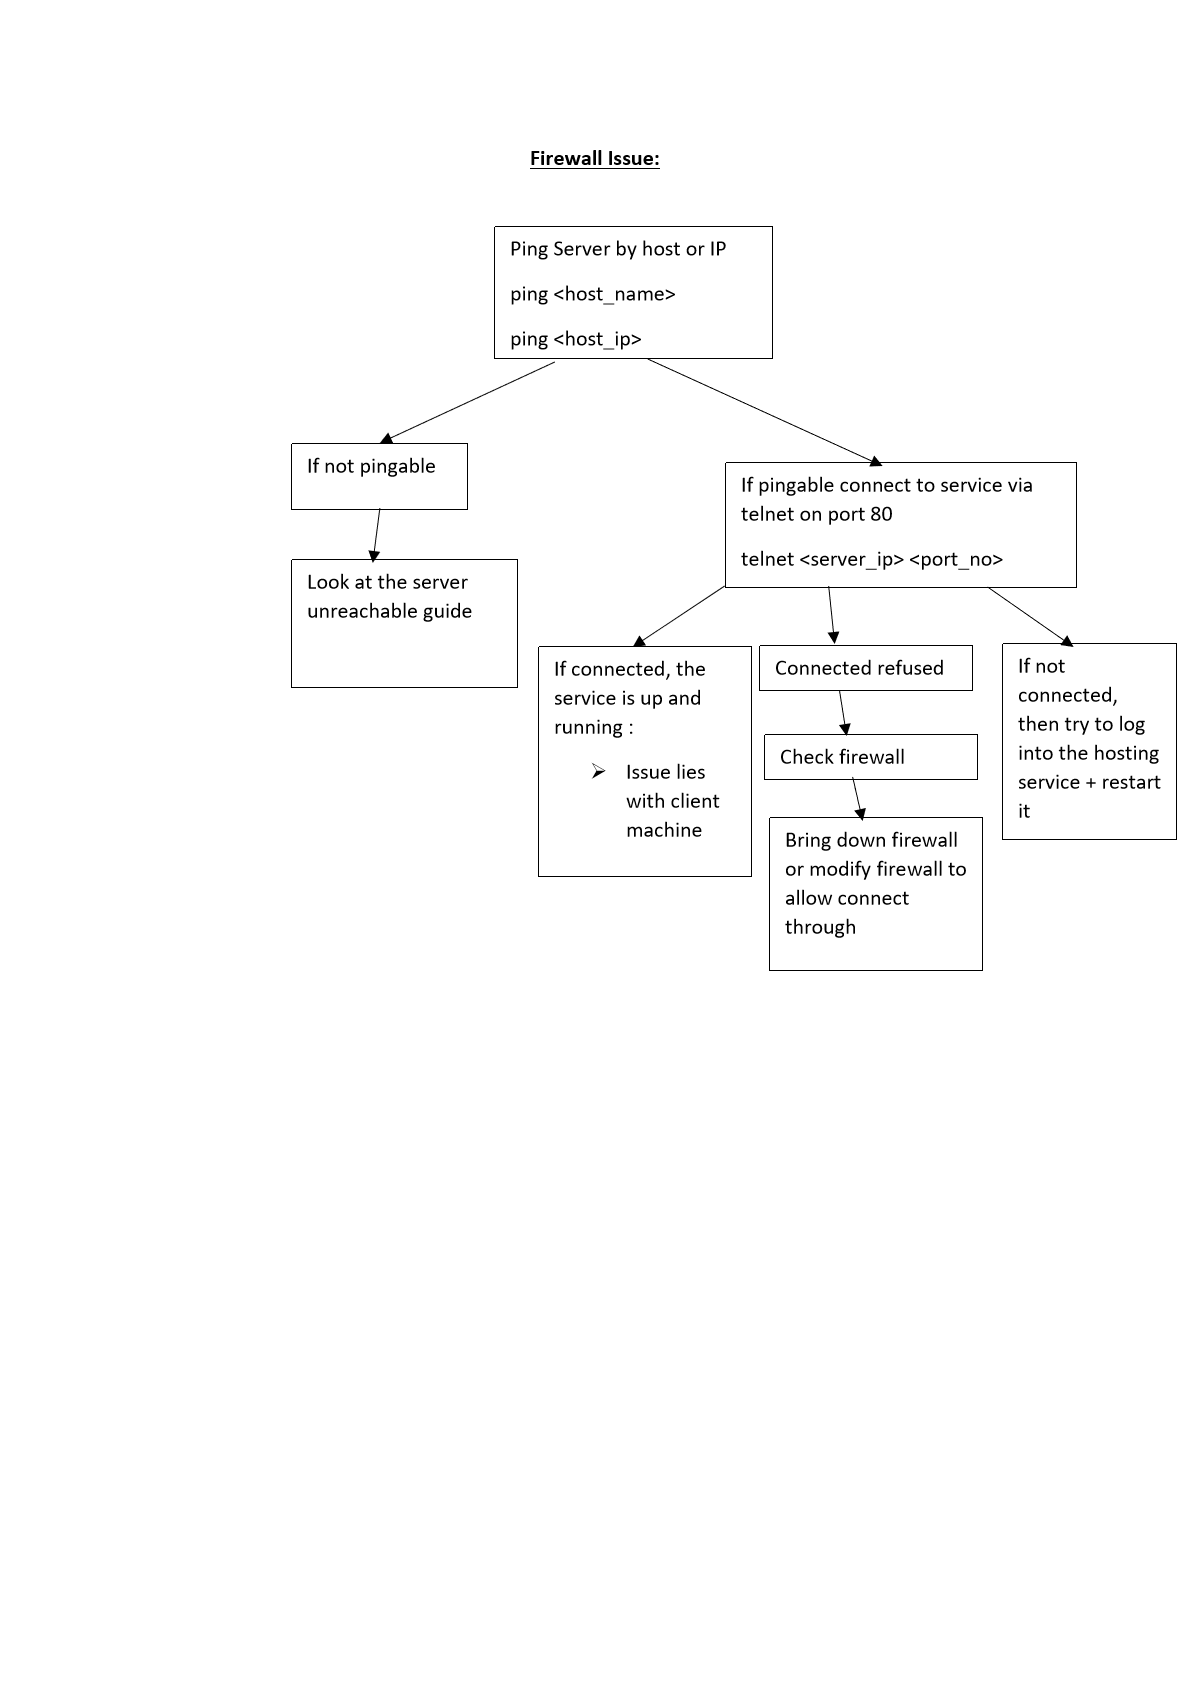 Firewall Issue:
Ping Server by host or IP
ping <host_name>
ping <host_ip>
If not pingable
Look at the server
unreachable guide
If pingable connect to service via
telnet on port 80
telnet <server_ip> <port_no>
If connected, the
service is up and
running :
➢ Issue lies
with client
machine
Connected refused
Check firewall
Bring down firewall
or modify firewall to
allow connect
through
If not
connected,
then try to log
into the hosting
service + restart
it